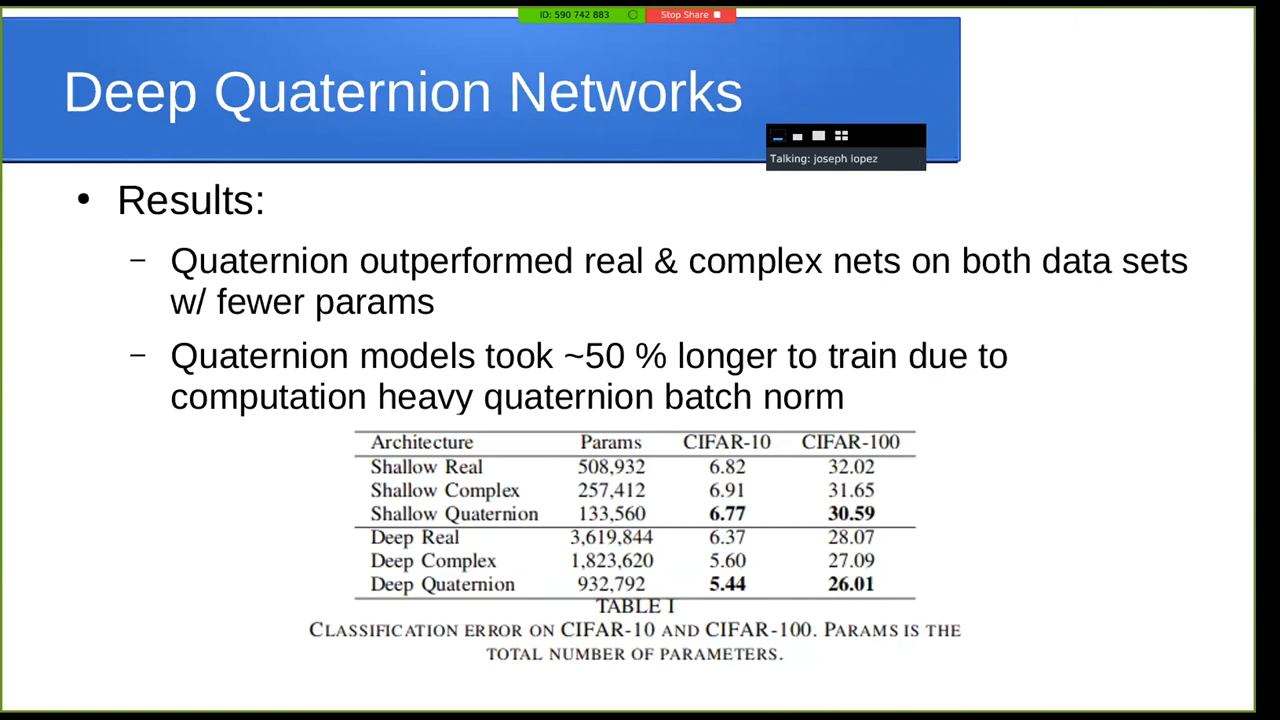 ID: 590 742 883 Stop Share
Deep Quaternion Networks
Talking: joseph lopez
• Results:
– Quaternion outperformed real & complex nets on both data sets
w/ fewer params
– Quaternion models took ~50 % longer to train due to
computation heavy quaternion batch norm
Architecture Params CIFAR-10 CIFAR-100
Shallow Real 508,932 6.82 32.02
Shallow Complex 257,412 6.91 31.65
Shallow Quaternion 133,560 6.77 30.59
Deep Real 3,619,844 6.37 28.07
Deep Complex 1,823,620 5.60 27.09
Deep Quaternion 932,792 5.44 26.01
TABLE I
CLASSIFICATION ERROR ON CIFAR-10 AND CIFAR-100. PARAMS IS THE
TOTAL NUMBER OF PARAMETERS.